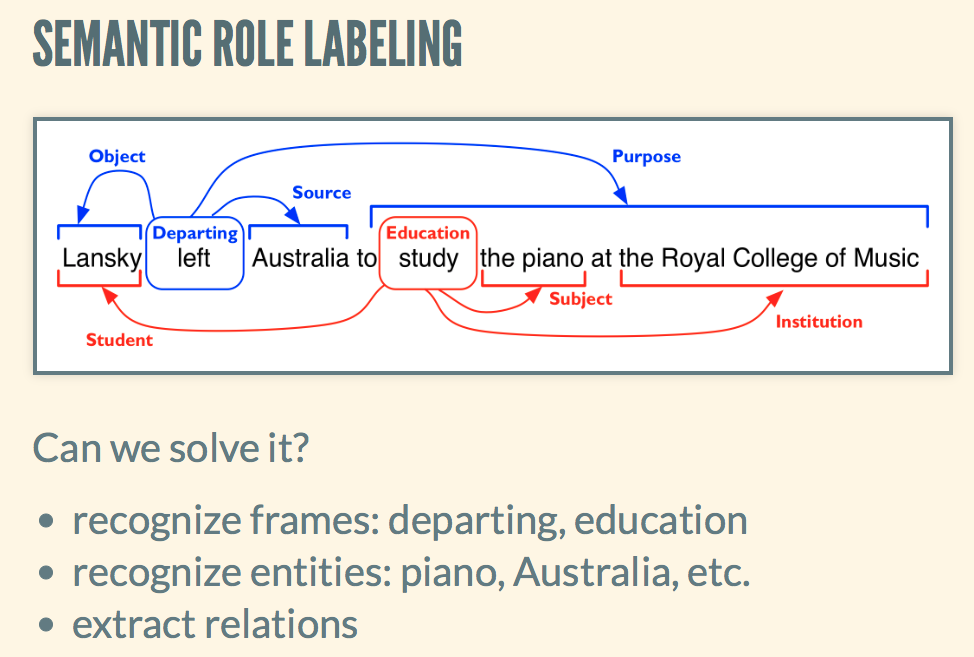 SEMANTIC ROLE LABELING
Object
Purpose
Source
Departing
Education
Lansky left Australia to study the piano at the Royal College of Music
Subject
Institution
Student
Can we solve it?
• recognize frames: departing, education
• recognize entities: piano, Australia, etc.
• extract relations